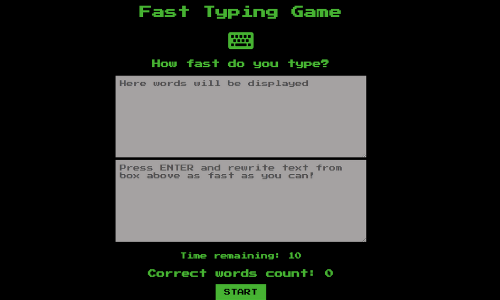 Fast Typing Game
How fast do you type?
Here words will be displayed
Press ENTER and rewrite text from
box above as fast as you can!
Time remaining: 10
Correct words count: 0
START